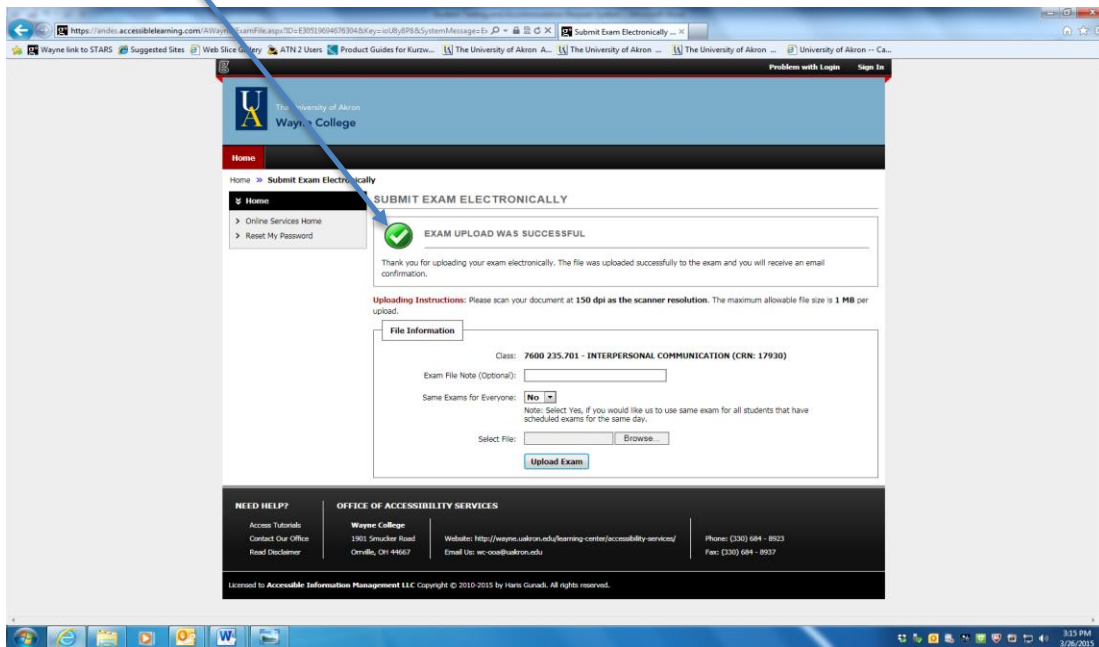 https://andes.accessiblelearning.com/AWayne/ExamFile.aspx?
Submit Exam Electronically ...
Wayne link to STARS Suggested Sites Web Slice Gallery ATN 2 Users Product Guides for Kurzw... The University of Akron A... The University of Akron ... The University of Akron ... University of Akron -- Ca...
Problem with Login Sign In
The University of Akron
Wayne College
Home
Home » Submit Exam Electronically
Home
Online Services Home
Reset My Password
SUBMIT EXAM ELECTRONICALLY
EXAM UPLOAD WAS SUCCESSFUL
Thank you for uploading your exam electronically. The file was uploaded successfully to the exam and you will receive an email
confirmation.
Uploading Instructions: Please scan your document at 150 dpi as the scanner resolution. The maximum allowable file size is 1 MB per
upload.
File Information
Class: 7600 235.701 - INTERPERSONAL COMMUNICATION (CRN: 17930)
Exam File Note (Optional):
Same Exams for Everyone: No
Note: Select Yes, if you would like us to use same exam for all students that have
scheduled exams for the same day.
Select File: Browse...
Upload Exam
NEED HELP?
Access Tutorials
Contact Our Office
Read Disclaimer
OFFICE OF ACCESSIBILITY SERVICES
Wayne College
1901 Smucker Road
Orrville, OH 44667
Website: http://wayne.uakron.edu/learning-center/accessibility-services/
Email Us: wc-ooa@uakron.edu
Phone: (330) 684 - 8923
Fax: (330) 684 - 8937
Licensed to Accessible Information Management LLC Copyright © 2010-2015 by Haris Gunadi. All rights reserved.
3:15 PM
3/26/2015